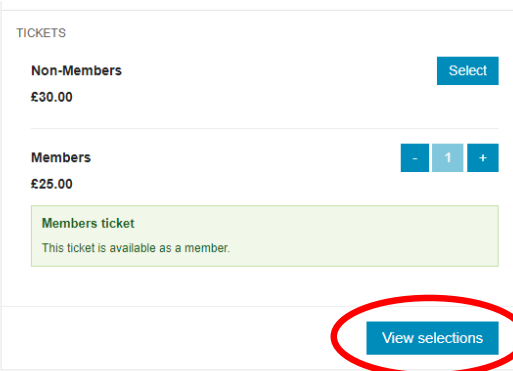 TICKETS
Non-Members
Select
£30.00
Members
- 1 +
£25.00
Members ticket
This ticket is available as a member.
View selections